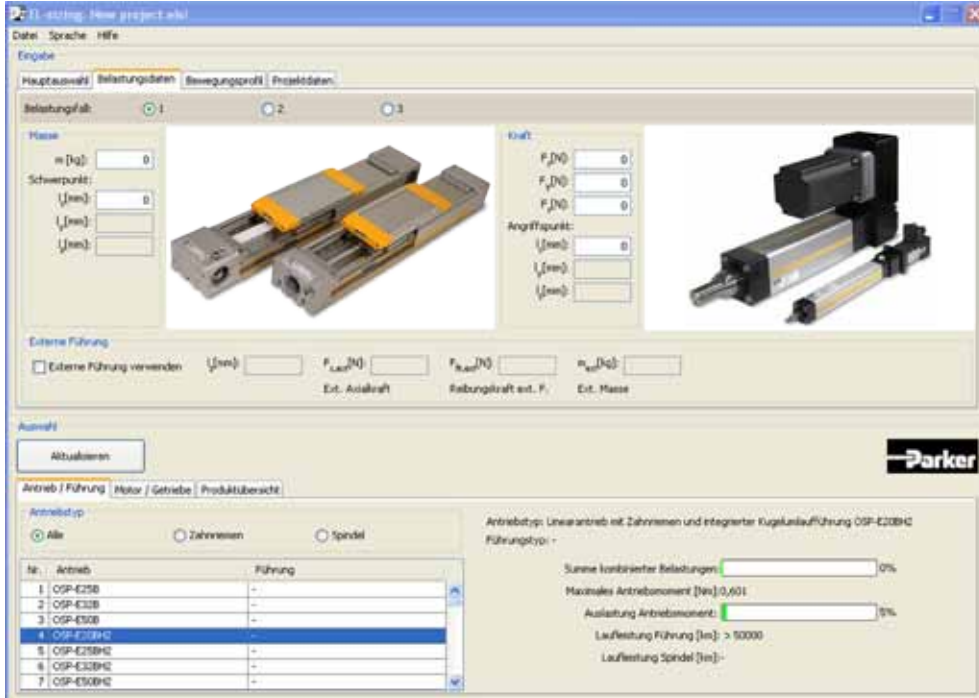 EL-sizing: New project.elsl
Datei Sprache Hilfe
Eingabe
Hauptauswahl Belastungsdaten Bewegungsprofil Projektdaten
Belastungsfall: 1 2 3
Masse
m [kg]: 0
Schwerpunkt:
[mm]: 0
[mm]:
[mm]:
Kraft
[N]: 0
[N]: 0
[N]: 0
Angriffspunkt:
[mm]: 0
[mm]:
[mm]:
Externe Führung
Externe Führung verwenden [mm]: [N]: [N]: [kg]:
Ext. Axialkraft Reibungskraft ext. F. Ext. Masse
Auswahl
Aktualisieren
Parker
Antrieb / Führung Motor / Getriebe Produktübersicht
Antriebstyp
Alle Zahnriemen Spindel
Nr. Antrieb Führung
1 OSP-E25B -
2 OSP-E32B -
3 OSP-E50B -
4 OSP-E20BH2 -
5 OSP-E25BH2 -
6 OSP-E32BH2 -
7 OSP-E50BH2 -
Antriebstyp: Linearantrieb mit Zahnriemen und integrierter Kugelumlaufführung OSP-E20BH2
Führungstyp: -
Summe kombinierter Belastungen: 0%
Maximales Antriebsmoment [Nm]: 0,601
Auslastung Antriebsmoment: 5%
Laufleistung Führung [km]: > 50000
Laufleistung Spindel [km]: -